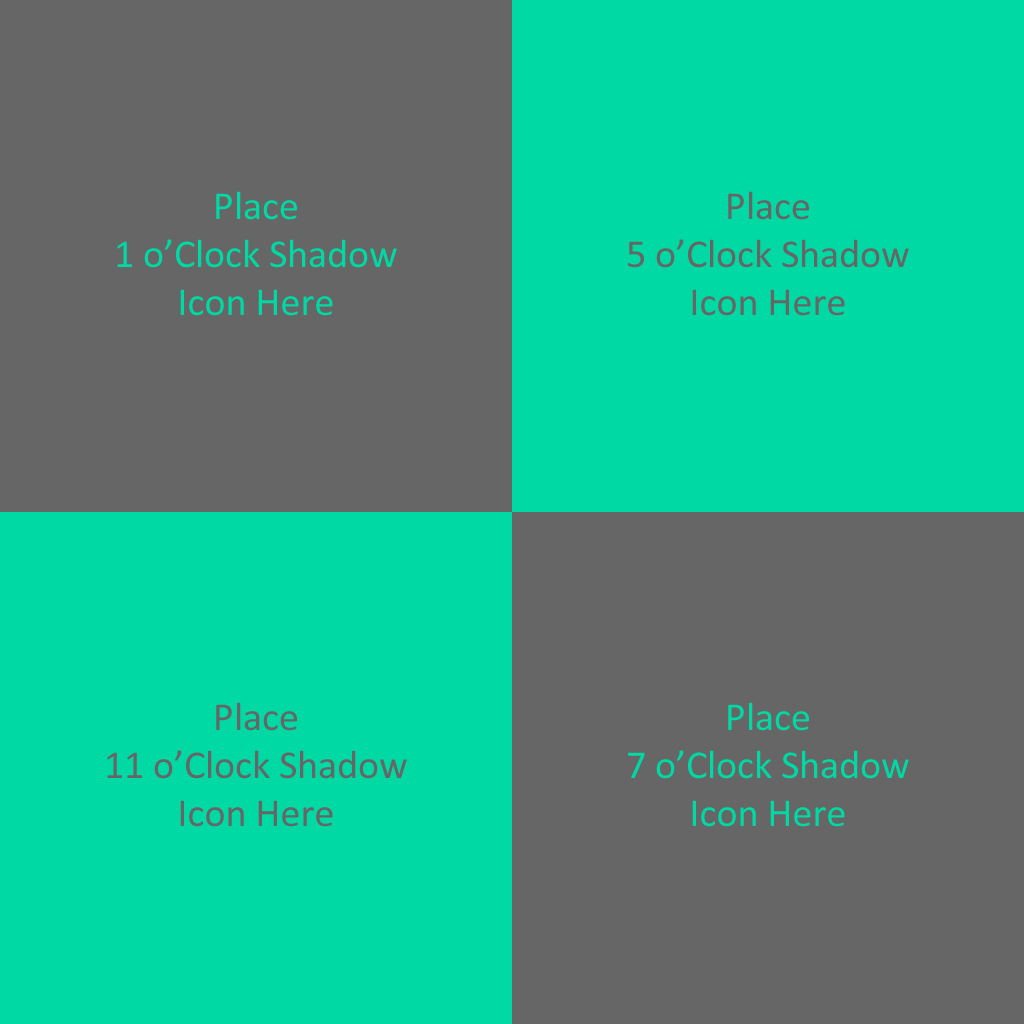 Place
1 o’Clock Shadow
Icon Here
Place
5 o’Clock Shadow
Icon Here
Place
11 o’Clock Shadow
Icon Here
Place
7 o’Clock Shadow
Icon Here